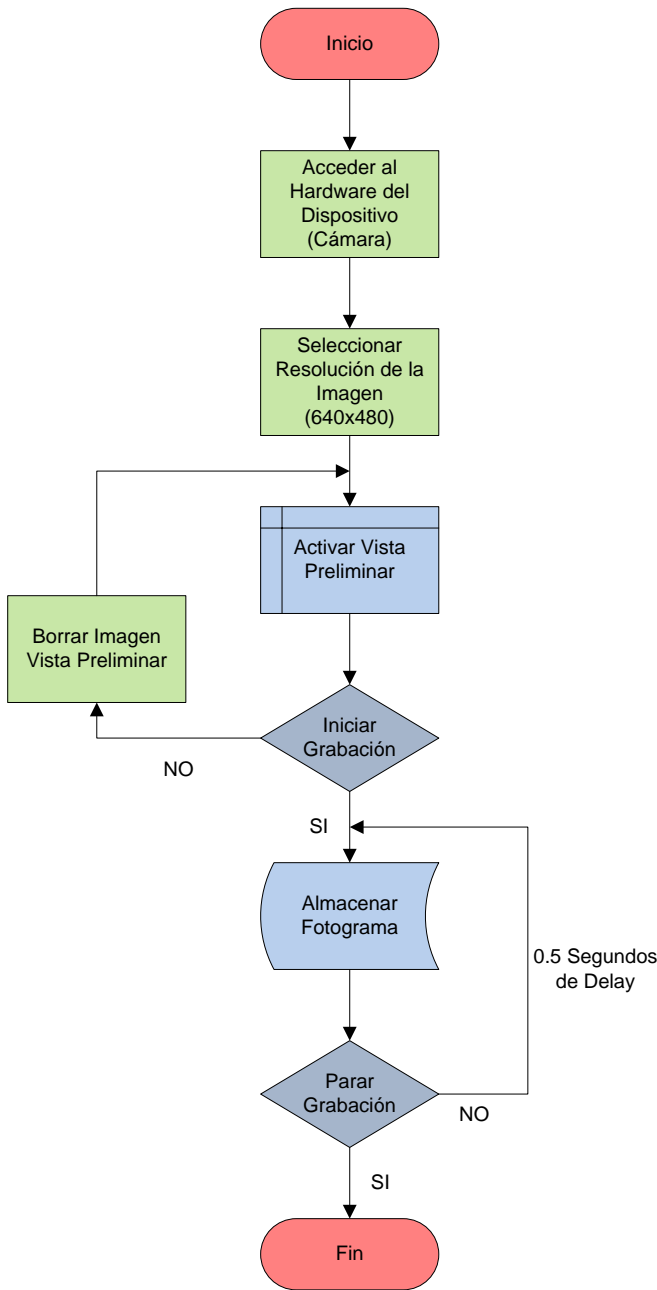 Inicio
Acceder al
Hardware del
Dispositivo
(Cámara)
Seleccionar
Resolución de la
Imagen
(640x480)
Activar Vista
Preliminar
Borrar Imagen
Vista Preliminar
Iniciar
Grabación
NO
SI
Almacenar
Fotograma
0.5 Segundos
de Delay
Parar
Grabación
NO
SI
Fin